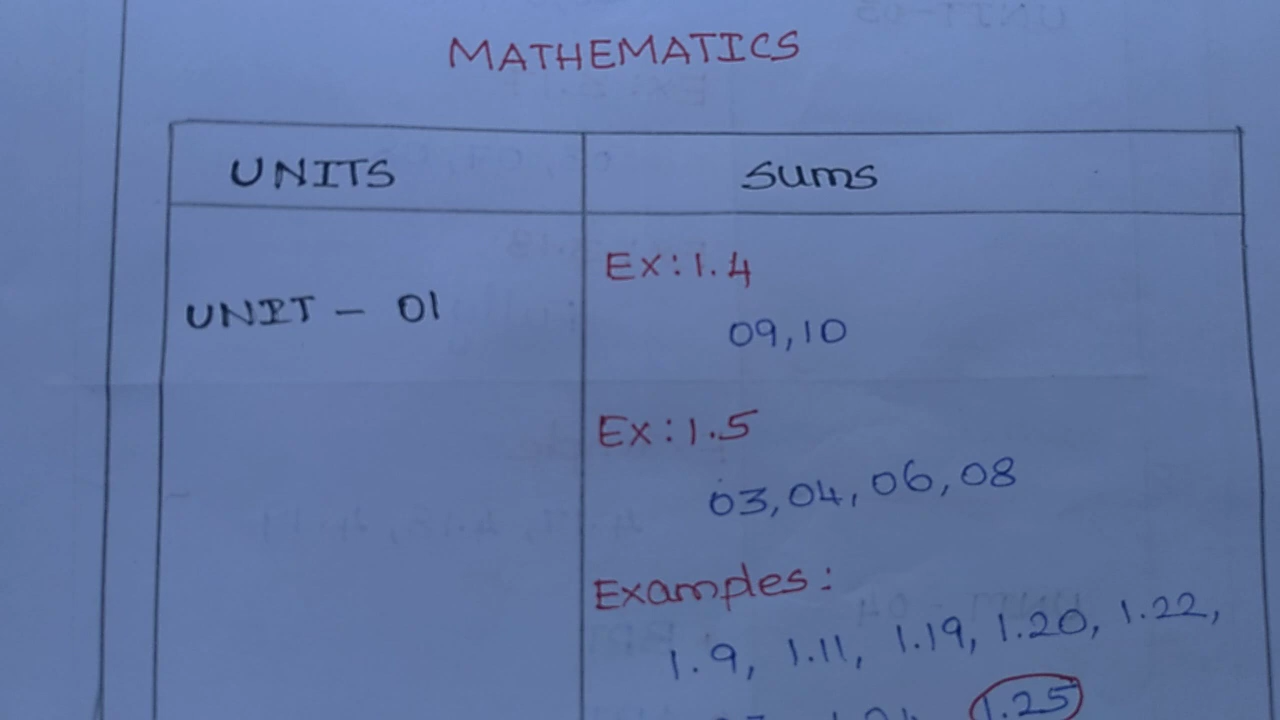 MATHEMATICS
UNITS
Sums
UNIT - 01
Ex:1.4
09,10
Ex:1.5
03,04,06,08
Examples:
1.9, 1.11, 1.19, 1.20, 1.22,
1.25